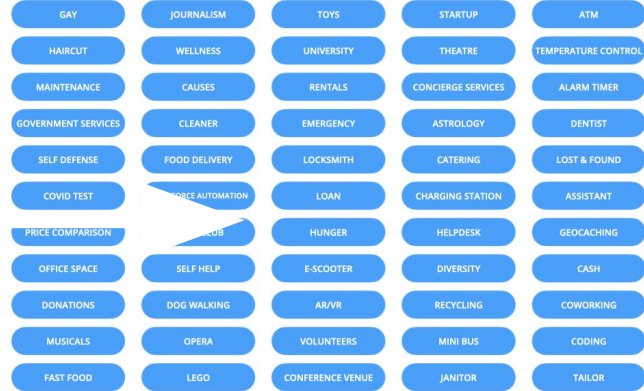 GAY JOURNALISM TOYS STARTUP ATM
HAIRCUT WELLNESS UNIVERSITY THEATRE TEMPERATURE CONTROL
MAINTENANCE CAUSES RENTALS CONCIERGE SERVICES ALARM TIMER
GOVERNMENT SERVICES CLEANER EMERGENCY ASTROLOGY DENTIST
SELF DEFENSE FOOD DELIVERY LOCKSMITH CATERING LOST & FOUND
COVID TEST AUTOMATION LOAN CHARGING STATION ASSISTANT
PRICE COMPARISON HUNGER HELPDESK GEOCACHING
OFFICE SPACE SELF HELP E-SCOOTER DIVERSITY CASH
DONATIONS DOG WALKING AR/VR RECYCLING COWORKING
MUSICALS OPERA VOLUNTEERS MINI BUS CODING
FAST FOOD LEGO CONFERENCE VENUE JANITOR TAILOR